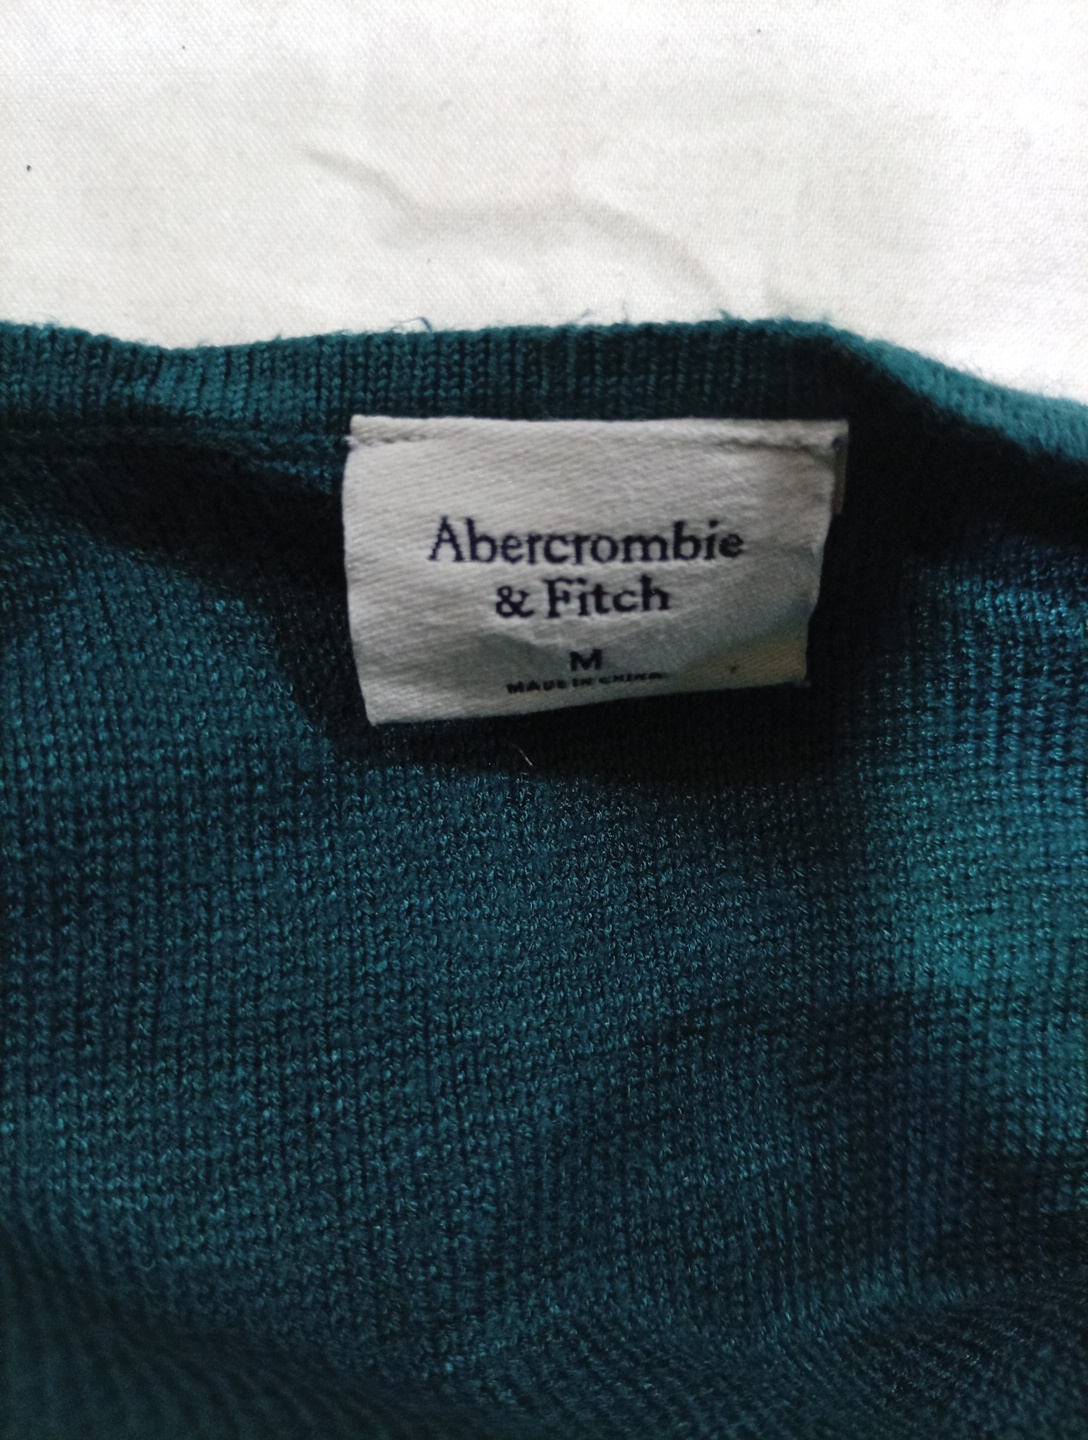 Abercrombie
& Fitch
M
MADE IN CHINA